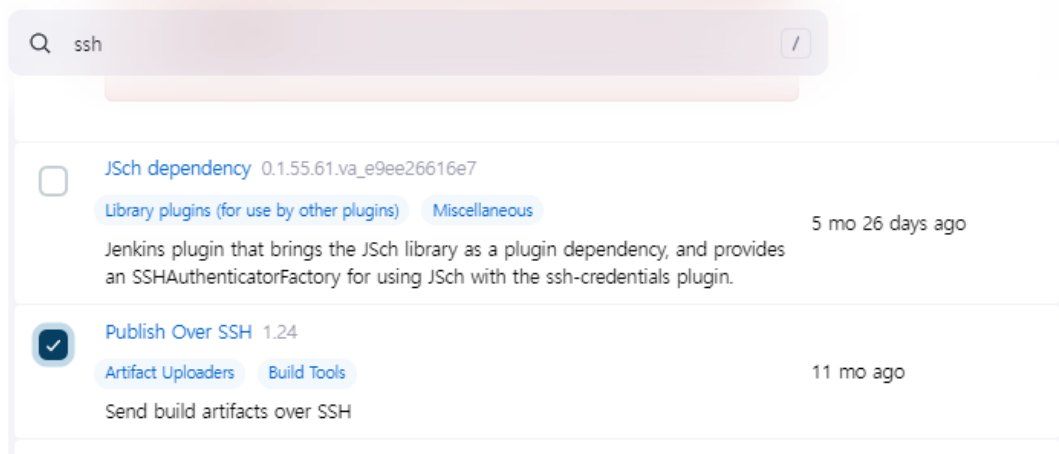 ssh
/
JSch dependency 0.1.55.61.va_e9ee26616e7
Library plugins (for use by other plugins) Miscellaneous
5 mo 26 days ago
Jenkins plugin that brings the JSch library as a plugin dependency, and provides
an SSHAuthenticatorFactory for using JSch with the ssh-credentials plugin.
Publish Over SSH 1.24
Artifact Uploaders Build Tools
11 mo ago
Send build artifacts over SSH